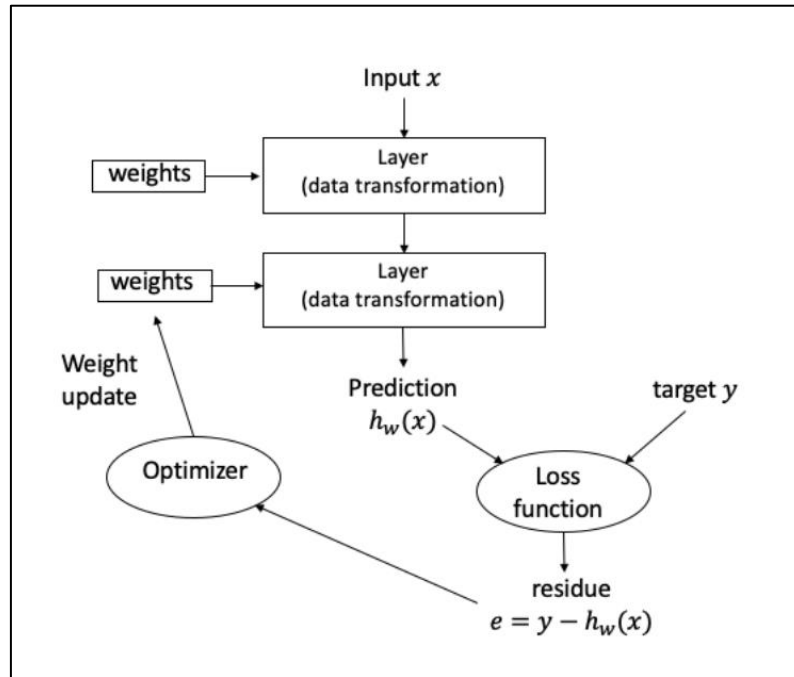 Input x
Layer
(data transformation)
weights
Layer
(data transformation)
weights
Weight
update
Prediction
h_w(x)
target y
Optimizer
Loss
function
residue
e = y − h_w(x)